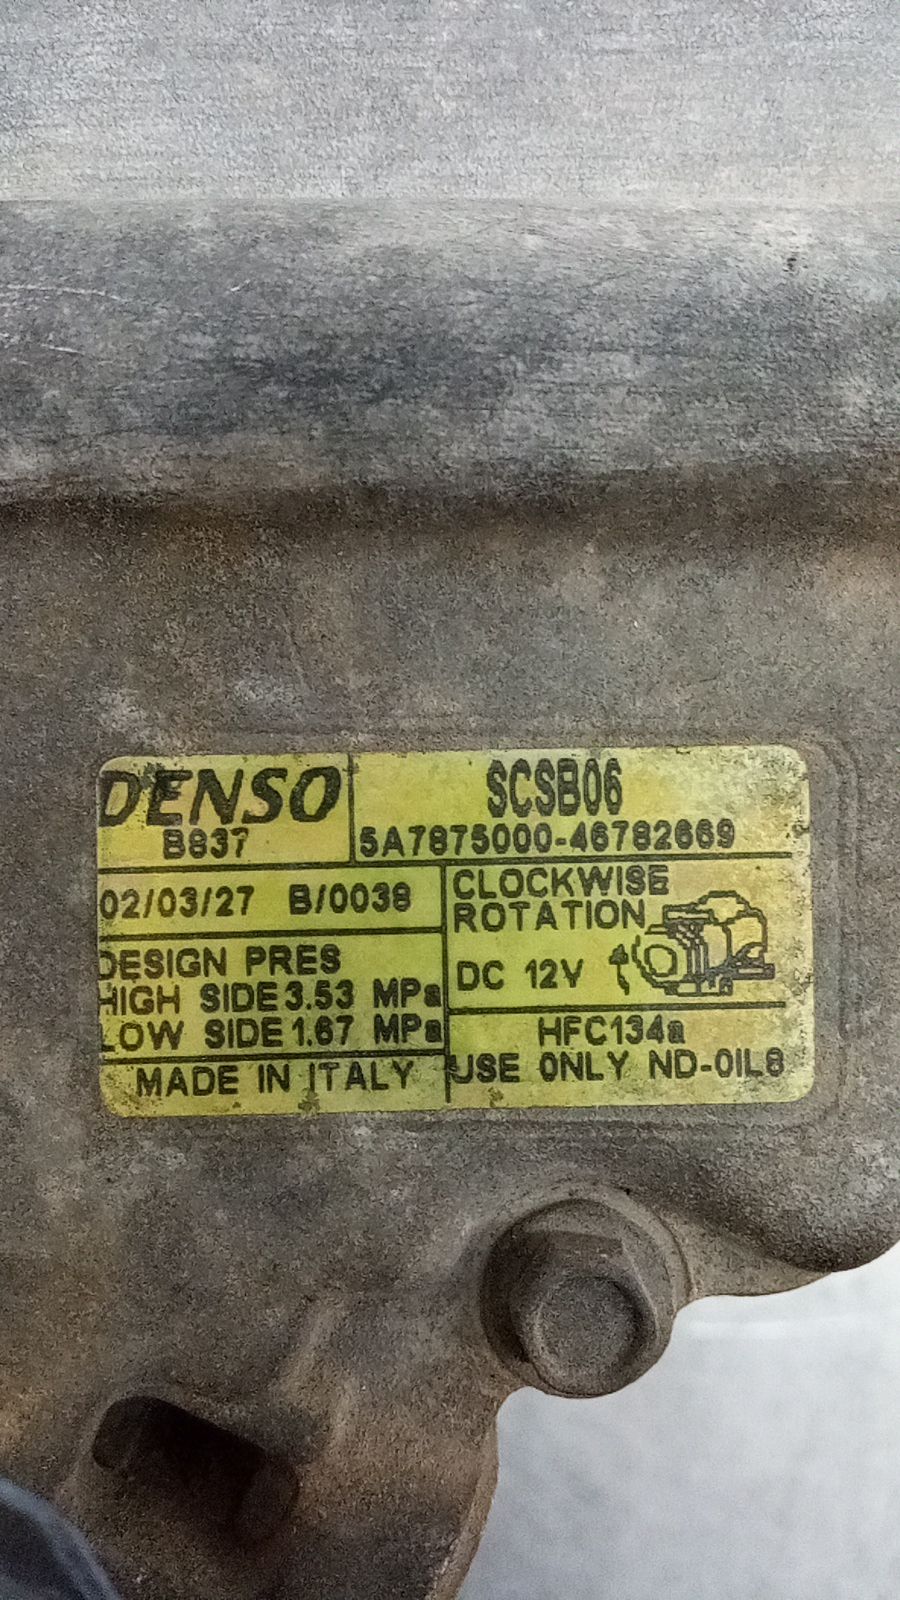 DENSO
B837
SCSB06
5A7875000-46782669
02/03/27 B/0038
CLOCKWISE
ROTATION
DC 12V
DESIGN PRES
HIGH SIDE 3.53 MPa
LOW SIDE 1.67 MPa
HFC134a
USE ONLY ND-OIL8
MADE IN ITALY